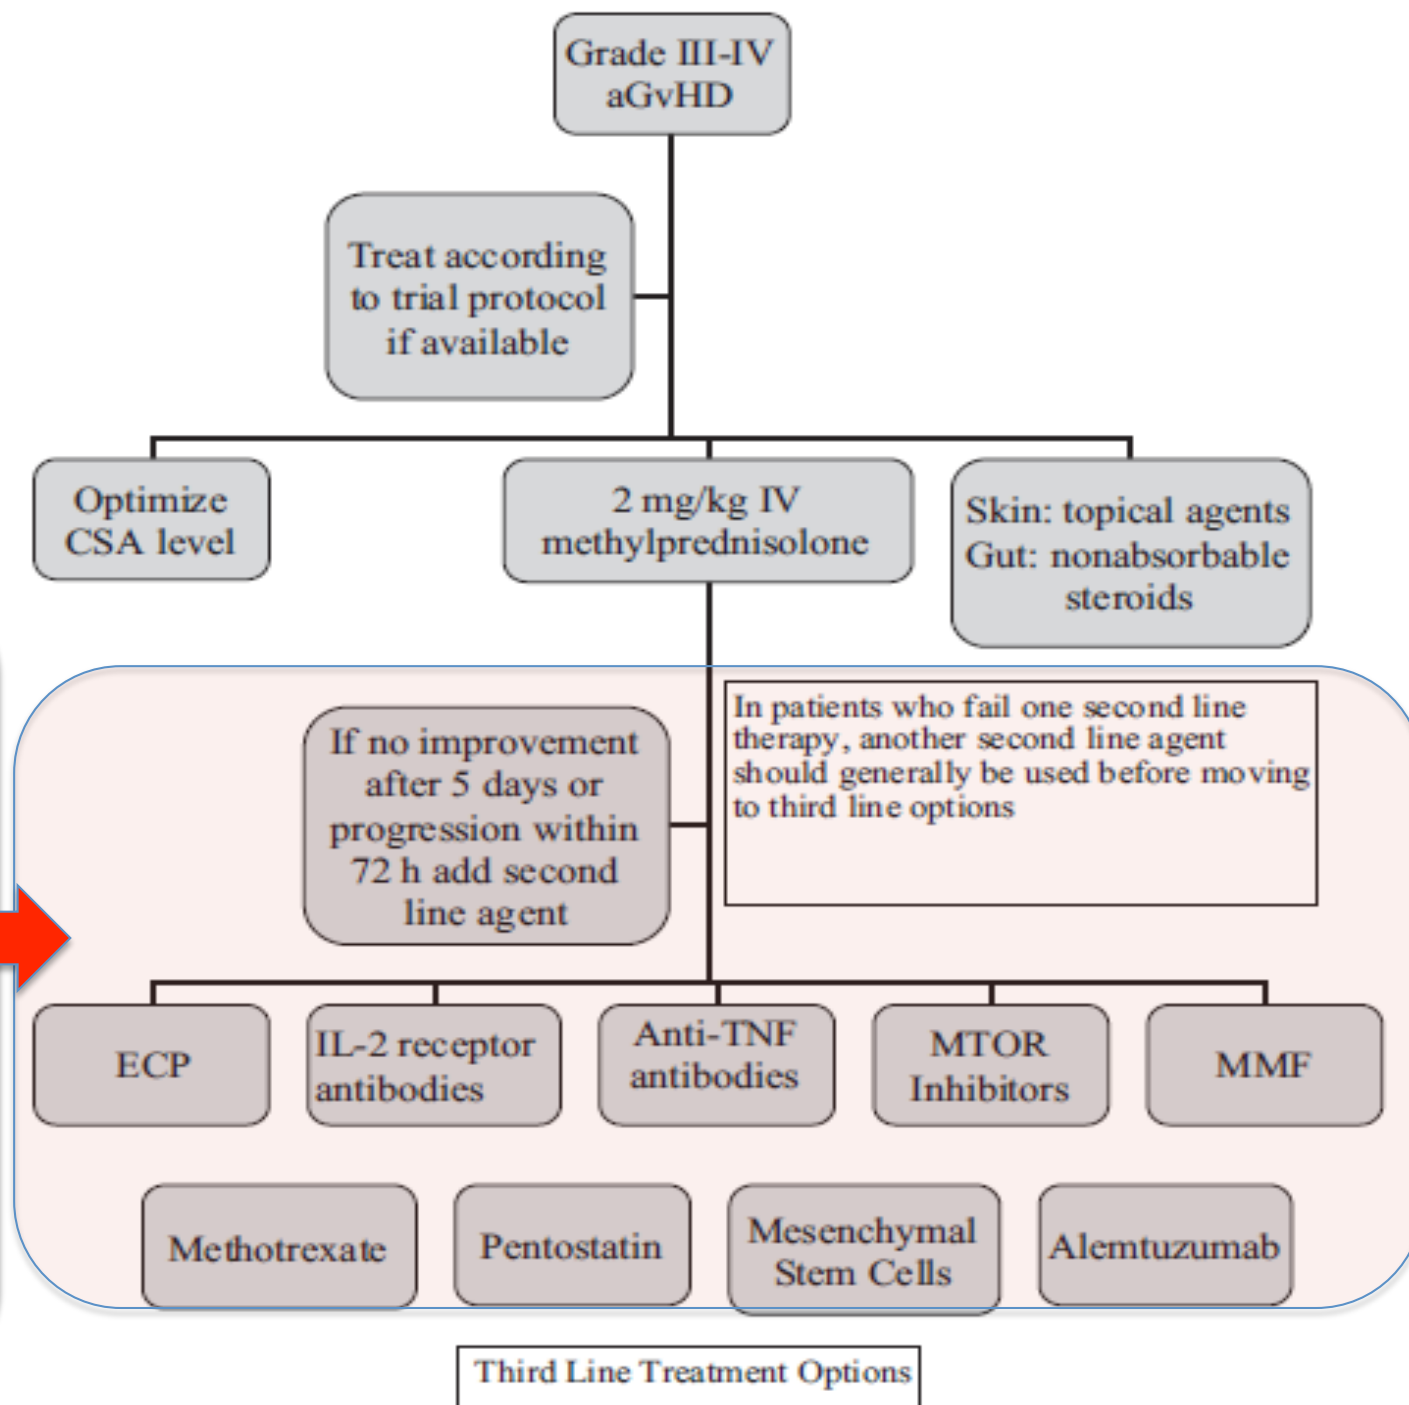 Grade III-IV
aGvHD
Treat according
to trial protocol
if available
Optimize
CSA level
2 mg/kg IV
methylprednisolone
Skin: topical agents
Gut: nonabsorbable
steroids
If no improvement
after 5 days or
progression within
72 h add second
line agent
In patients who fail one second line
therapy, another second line agent
should generally be used before moving
to third line options
ECP
IL-2 receptor
antibodies
Anti-TNF
antibodies
MTOR
Inhibitors
MMF
Methotrexate
Pentostatin
Mesenchymal
Stem Cells
Alemtuzumab
Third Line Treatment Options